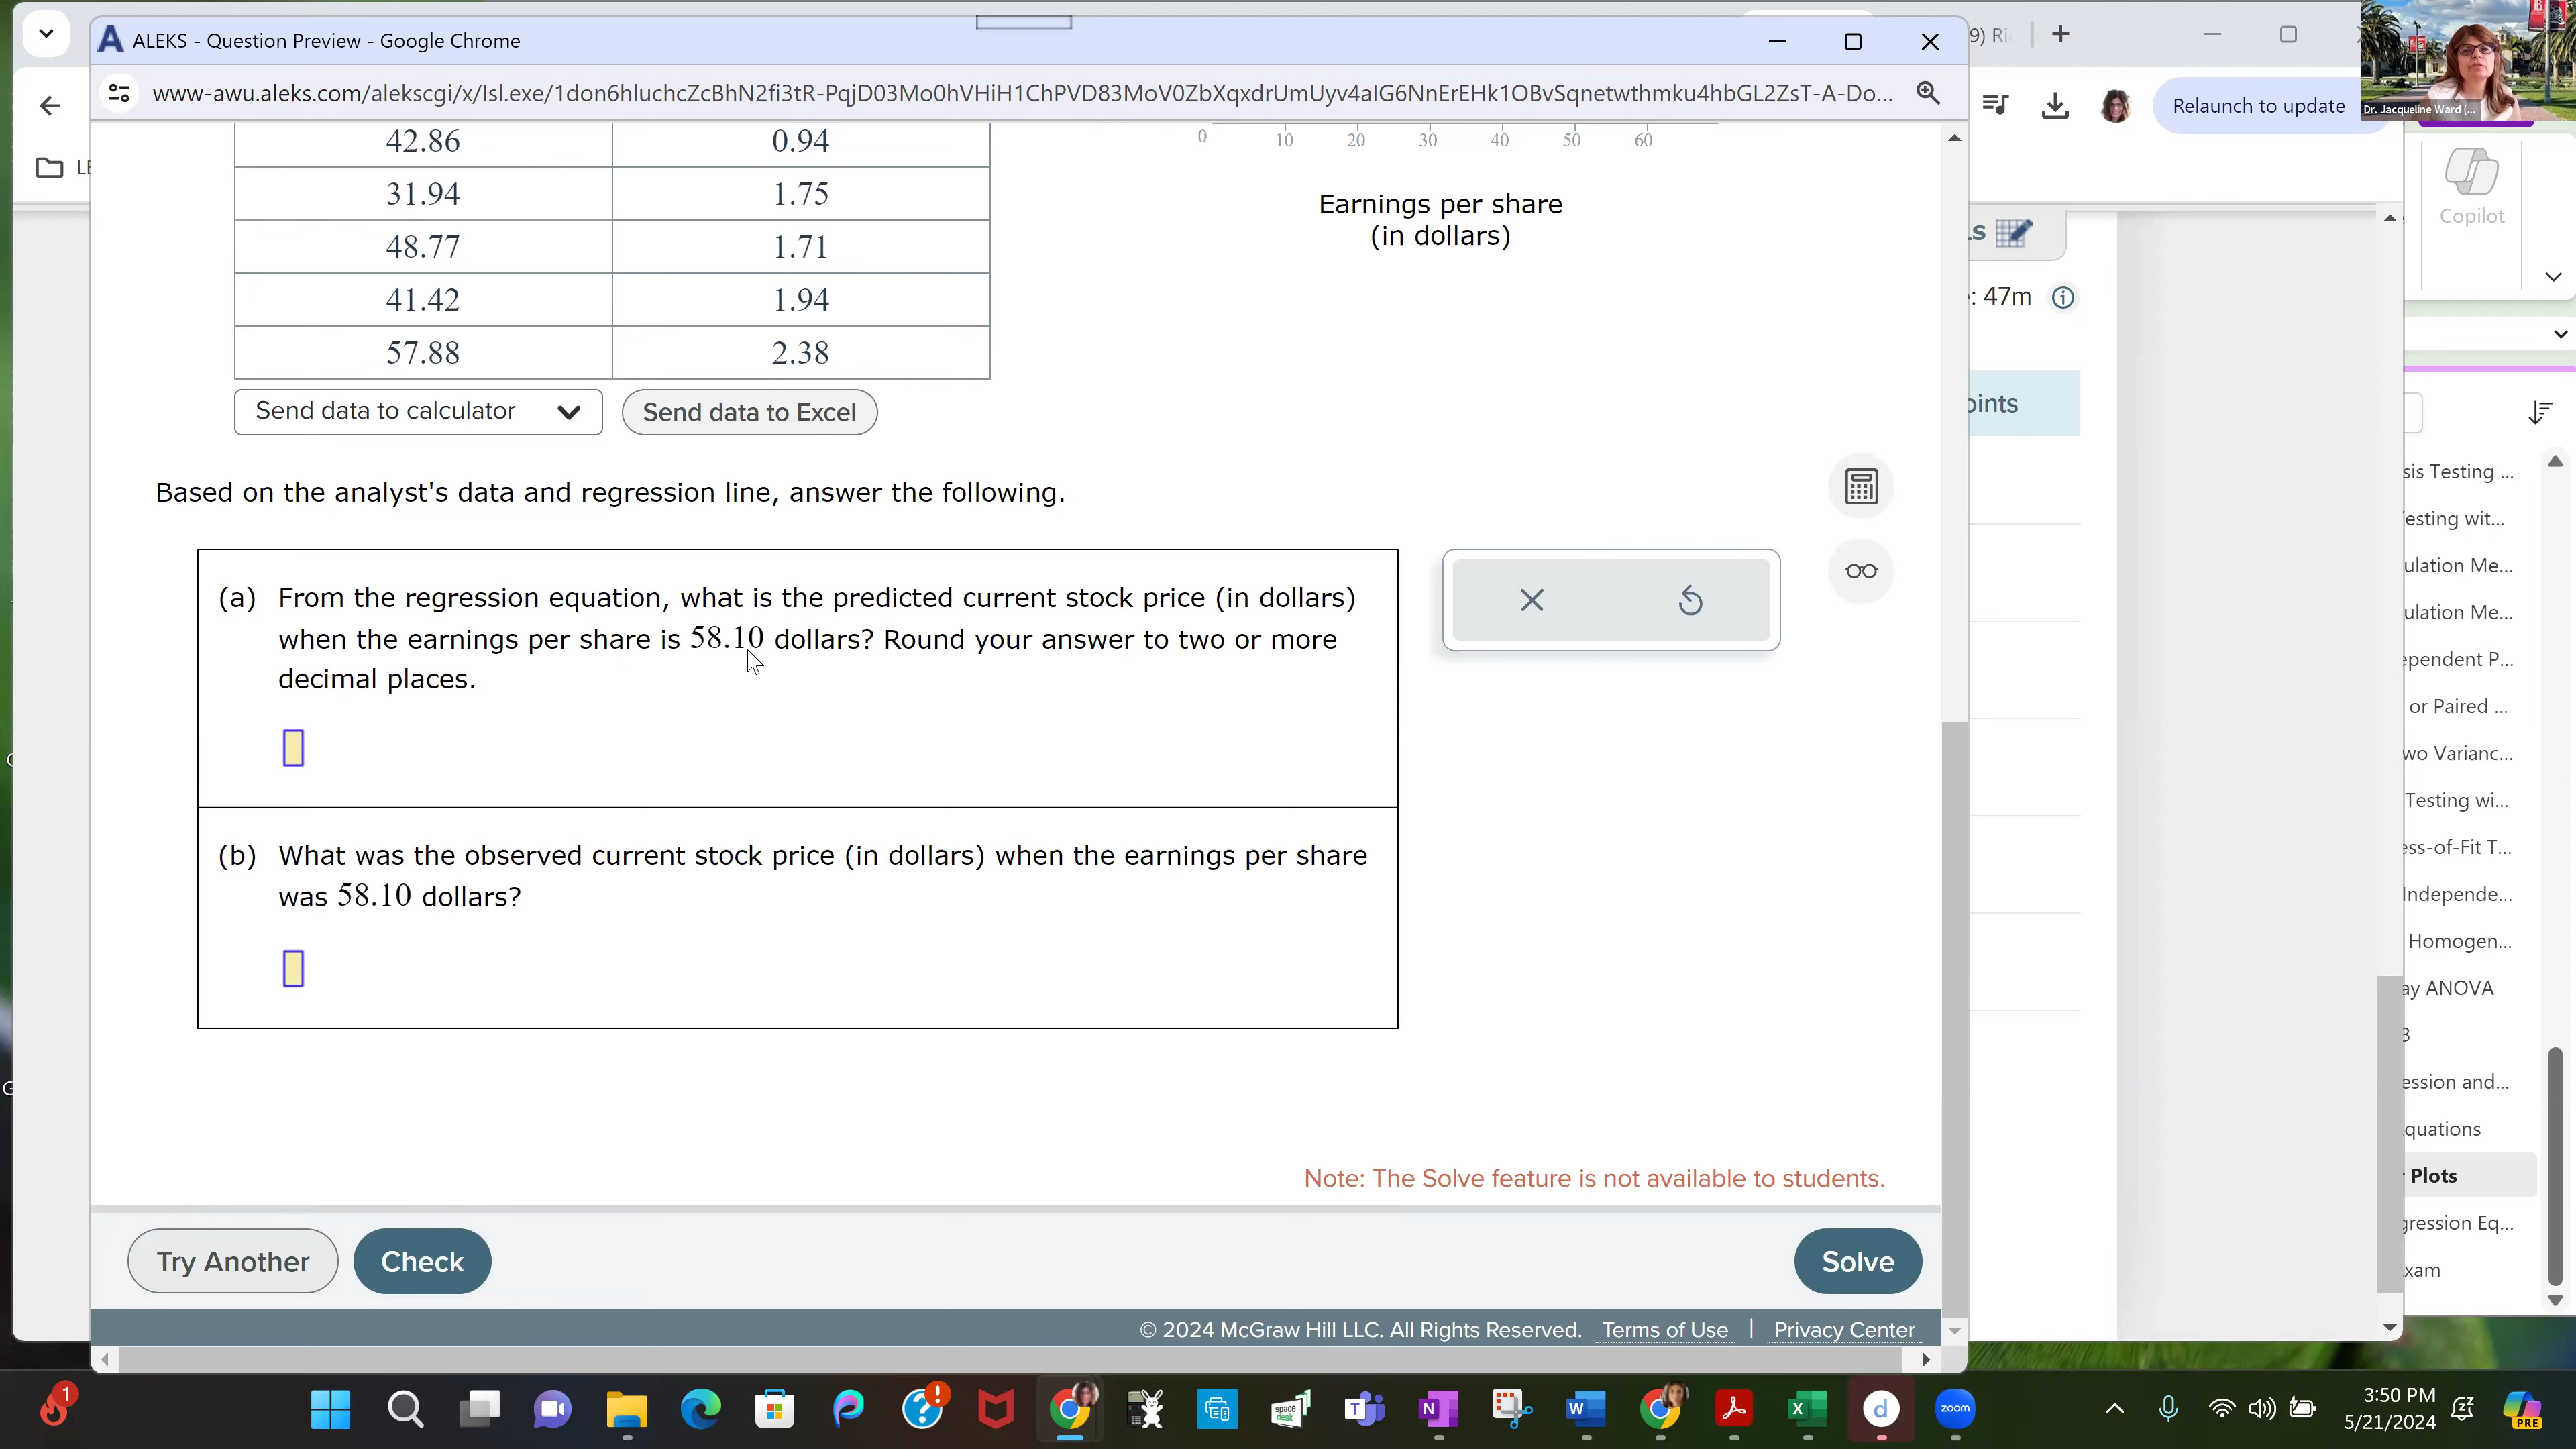 ALEKS - Question Preview - Google Chrome
www-awu.aleks.com/alekscgi/x/Isl.exe/1don6hluchcZcBhN2fi3tR-PqjD03Mo0hVHiH1ChPVD83MoV0ZbXqxdrUmUyv4alG6NnErEHk1OBvSqnetwthmku4hbGL2ZsT-A-Do...
Relaunch to update
Dr. Jacqueline Ward (...
Copilot
42.86 0.94
31.94 1.75
48.77 1.71
41.42 1.94
57.88 2.38
0 10 20 30 40 50 60
Earnings per share
(in dollars)
: 47m
Send data to calculator
Send data to Excel
Based on the analyst's data and regression line, answer the following.
(a) From the regression equation, what is the predicted current stock price (in dollars)
when the earnings per share is 58.10 dollars? Round your answer to two or more
decimal places.
(b) What was the observed current stock price (in dollars) when the earnings per share
was 58.10 dollars?
Note: The Solve feature is not available to students.
Try Another
Check
Solve
© 2024 McGraw Hill LLC. All Rights Reserved. Terms of Use | Privacy Center
oints
sis Testing ...
esting wit...
ulation Me...
ulation Me...
ependent P...
or Paired ...
wo Varianc...
Testing wi...
ess-of-Fit T...
Independe...
Homogen...
ay ANOVA
ession and...
quations
Plots
gression Eq...
xam
1
space
desk
zoom
3:50 PM
5/21/2024
PRE